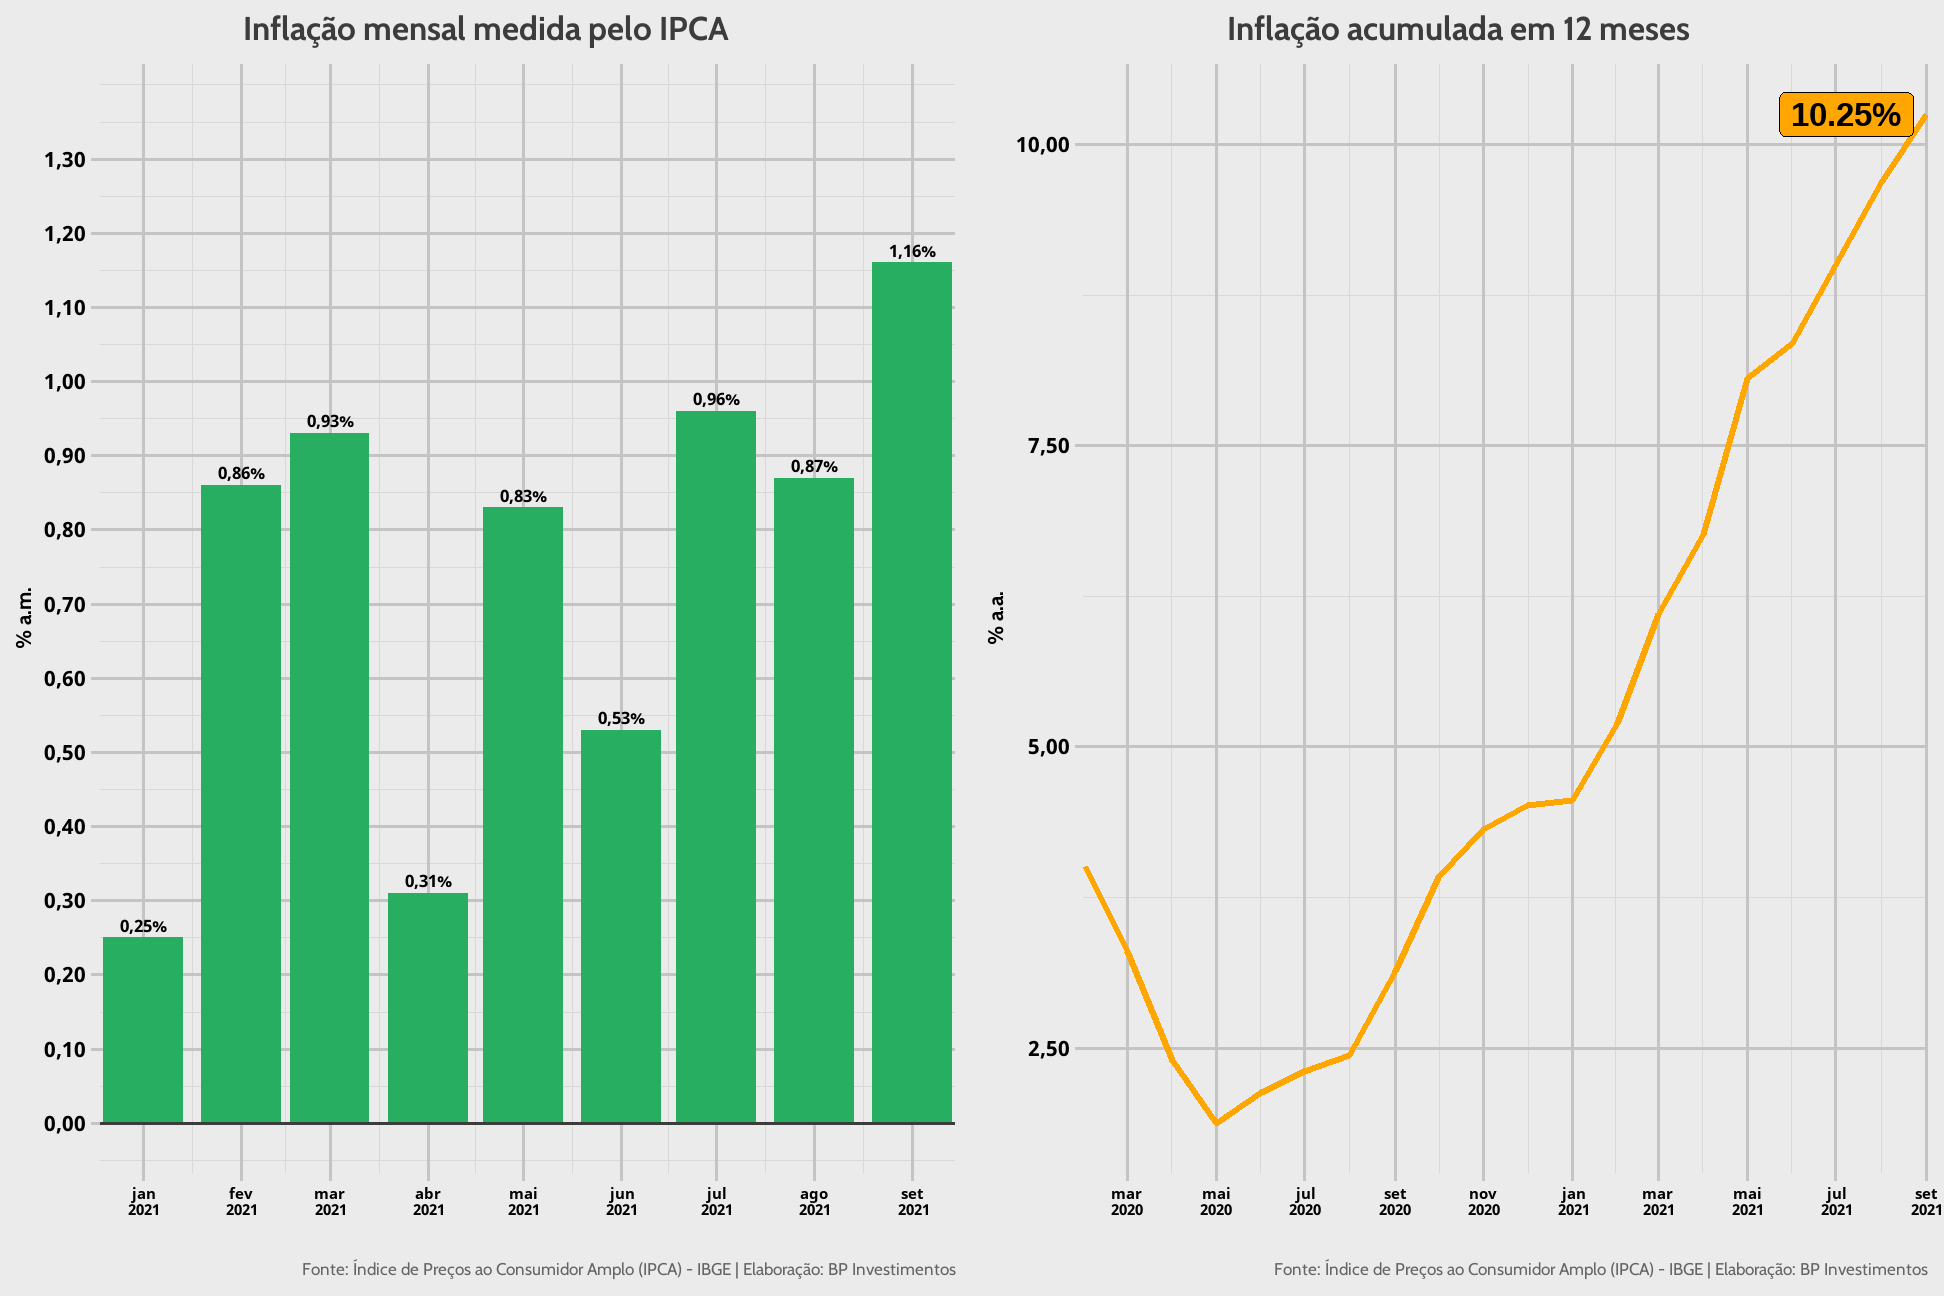 Inflação mensal medida pelo IPCA
% a.m.
1,30
1,20
1,10
1,00
0,90
0,80
0,70
0,60
0,50
0,40
0,30
0,20
0,10
0,00
0,25%
0,86%
0,93%
0,31%
0,83%
0,53%
0,96%
0,87%
1,16%
jan fev mar abr mai jun jul ago set
2021 2021 2021 2021 2021 2021 2021 2021 2021
Fonte: Índice de Preços ao Consumidor Amplo (IPCA) - IBGE | Elaboração: BP Investimentos
Inflação acumulada em 12 meses
% a.a.
10,00
7,50
5,00
2,50
10.25%
mar mai jul set nov jan mar mai jul set
2020 2020 2020 2020 2020 2021 2021 2021 2021 2021
Fonte: Índice de Preços ao Consumidor Amplo (IPCA) - IBGE | Elaboração: BP Investimentos